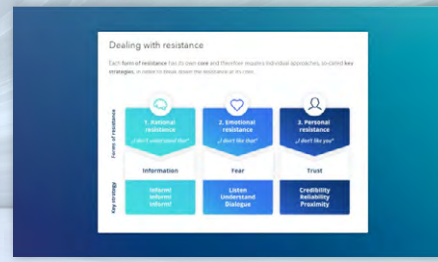 Dealing with resistance
Each form of resistance has its own core and therefore requires individual approaches, so-called key
strategies, in order to break down the resistance at its core.
Forms of resistance
1. Rational
resistance
„I don't understand that"
2. Emotional
resistance
„I don't like that"
3. Personal
resistance
„I don't like you"
Information
Fear
Trust
Key strategy
Inform!
Inform!
Inform!
Listen
Understand
Dialogue
Credibility
Reliability
Proximity